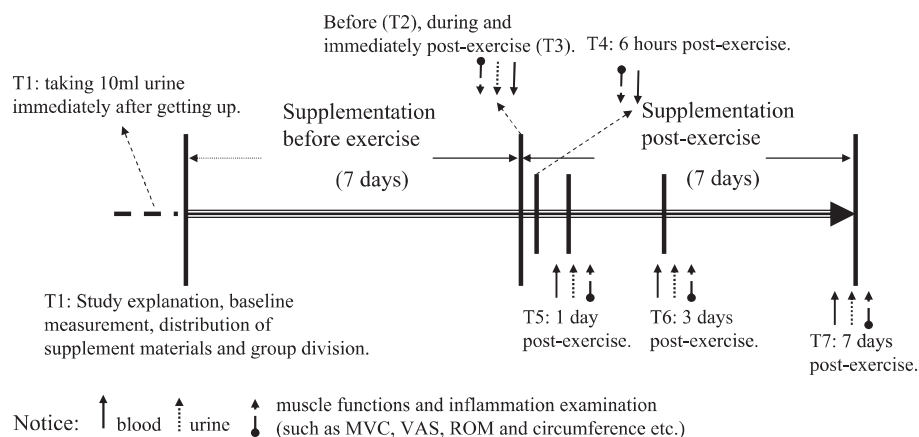 Before (T2), during and
immediately post-exercise (T3).
T4: 6 hours post-exercise.
T1: taking 10ml urine
immediately after getting up.
Supplementation
before exercise
(7 days)
Supplementation
post-exercise
(7 days)
T1: Study explanation, baseline
measurement, distribution of
supplement materials and group division.
T5: 1 day
post-exercise.
T6: 3 days
post-exercise.
T7: 7 days
post-exercise.
Notice: blood urine muscle functions and inflammation examination
(such as MVC, VAS, ROM and circumference etc.)